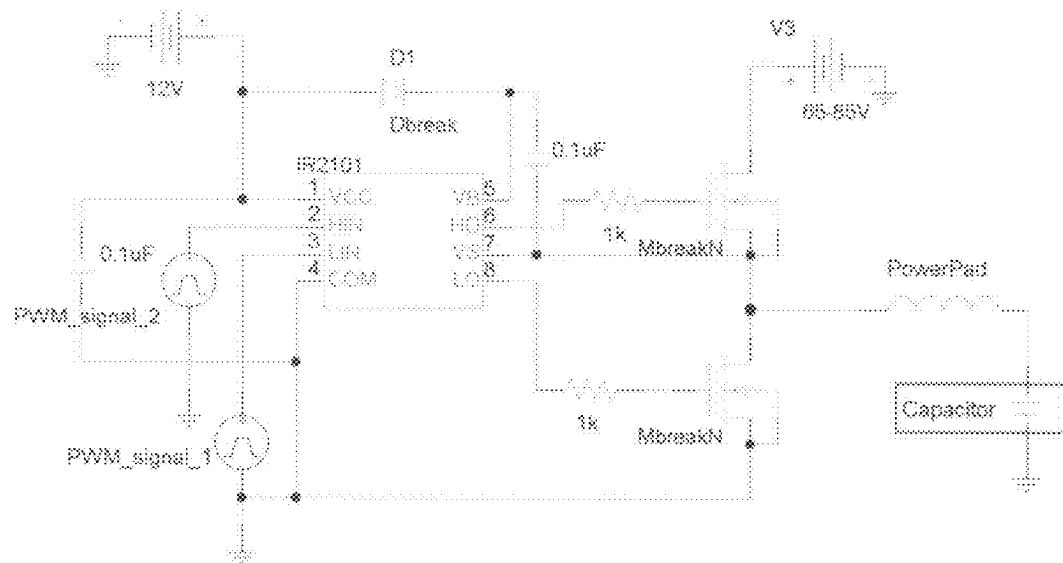 V3
D1
12V
65-85V
Dbreak
0.1uF
IR2101
1 VCC VB 5
2 HIN HO 6
3 LIN VS 7
4 COM LO 8
1k
0.1uF
MbreakN
PowerPad
PWM_signal_2
1k
Capacitor
MbreakN
PWM_signal_1